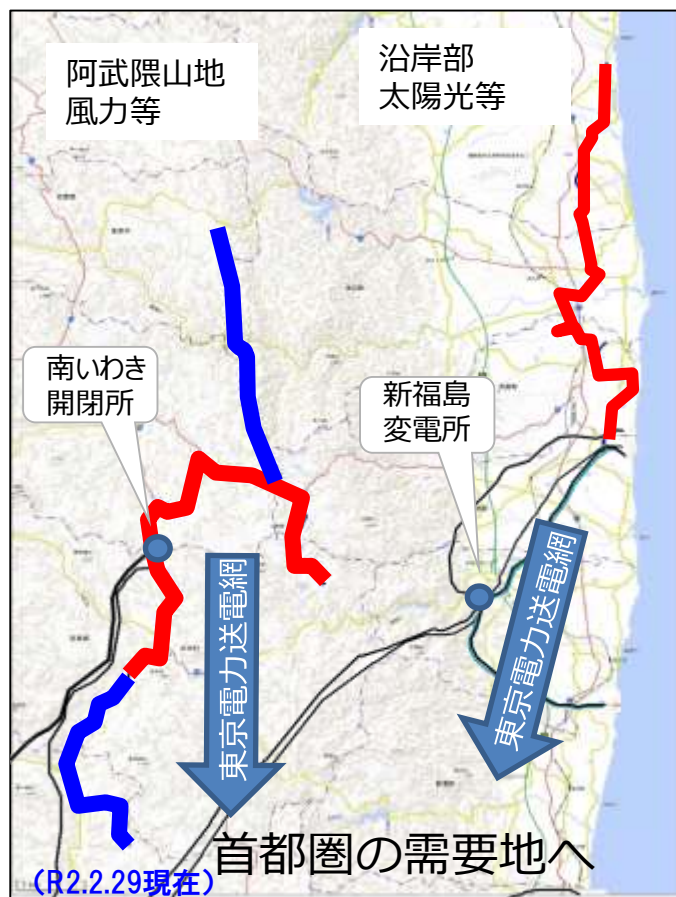 阿武隈山地
風力等
沿岸部
太陽光等
南いわき
開閉所
新福島
変電所
東京電力送電網
東京電力送電網
首都圏の需要地へ
(R2.2.29現在)